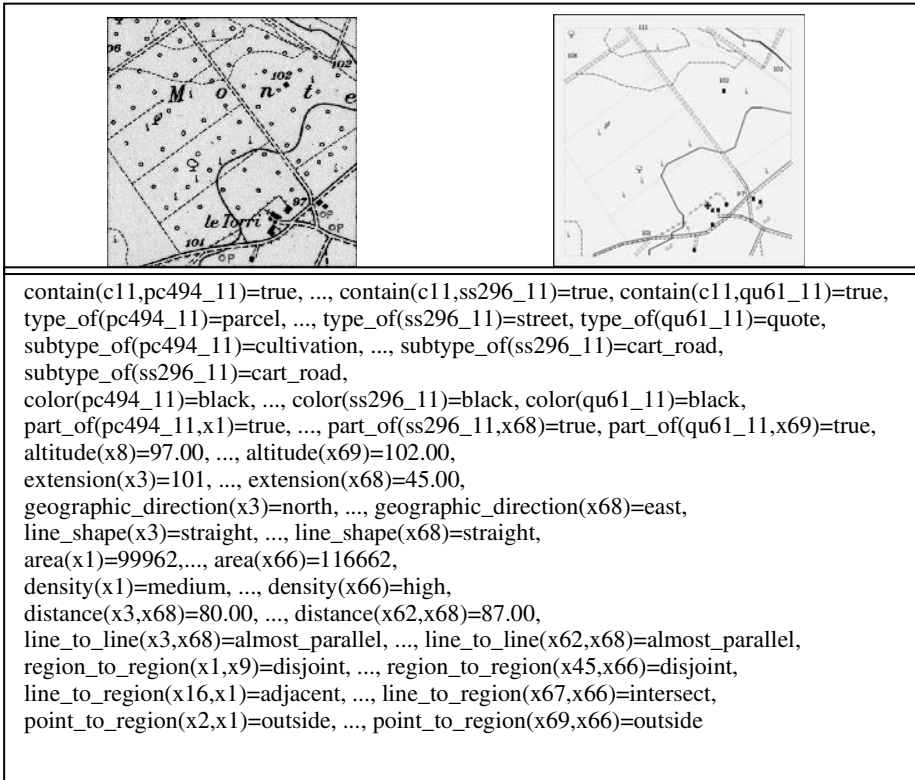 106
102
102
M o n t e
97
le Torri
P
P
101
P
111
106
103
102
97
101
contain(c11,pc494_11)=true, ..., contain(c11,ss296_11)=true, contain(c11,qu61_11)=true,
type_of(pc494_11)=parcel, ..., type_of(ss296_11)=street, type_of(qu61_11)=quote,
subtype_of(pc494_11)=cultivation, ..., subtype_of(ss296_11)=cart_road,
subtype_of(ss296_11)=cart_road,
color(pc494_11)=black, ..., color(ss296_11)=black, color(qu61_11)=black,
part_of(pc494_11,x1)=true, ..., part_of(ss296_11,x68)=true, part_of(qu61_11,x69)=true,
altitude(x8)=97.00, ..., altitude(x69)=102.00,
extension(x3)=101, ..., extension(x68)=45.00,
geographic_direction(x3)=north, ..., geographic_direction(x68)=east,
line_shape(x3)=straight, ..., line_shape(x68)=straight,
area(x1)=99962,..., area(x66)=116662,
density(x1)=medium, ..., density(x66)=high,
distance(x3,x68)=80.00, ..., distance(x62,x68)=87.00,
line_to_line(x3,x68)=almost_parallel, ..., line_to_line(x62,x68)=almost_parallel,
region_to_region(x1,x9)=disjoint, ..., region_to_region(x45,x66)=disjoint,
line_to_region(x16,x1)=adjacent, ..., line_to_region(x67,x66)=intersect,
point_to_region(x2,x1)=outside, ..., point_to_region(x69,x66)=outside